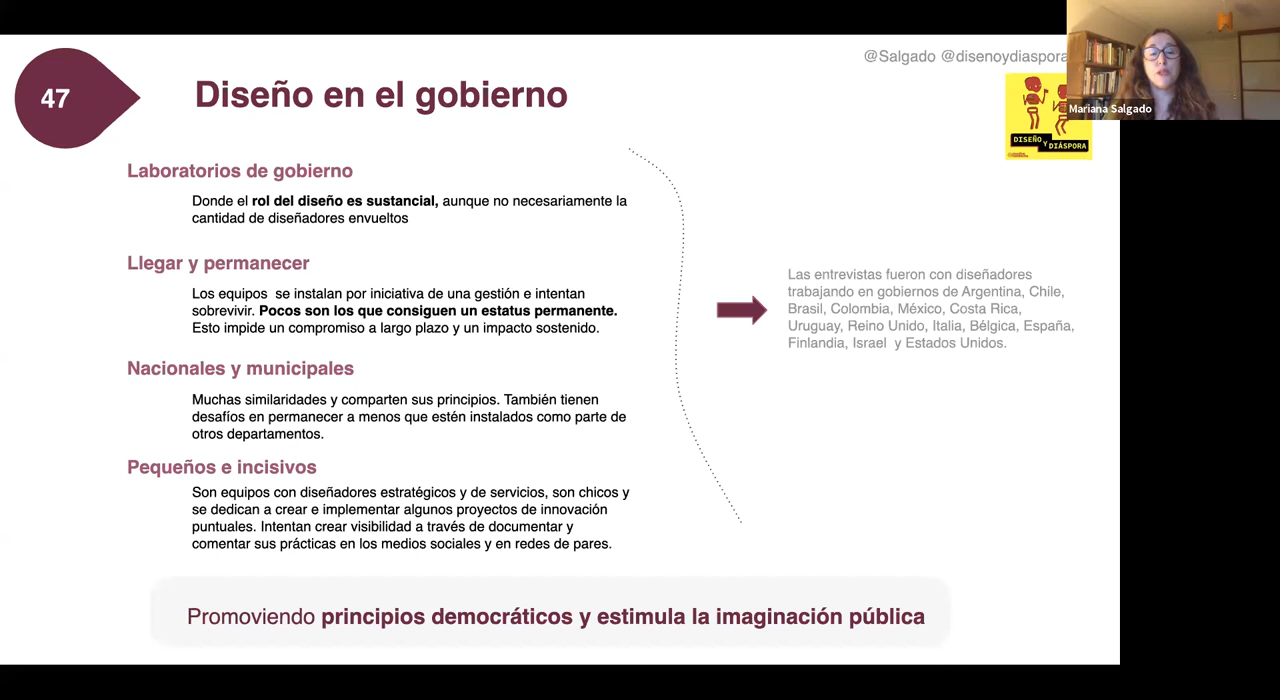 47
Diseño en el gobierno
@Salgado @disenoydiaspora
Mariana Salgado
DISEÑO
Y
DIÁSPORA
Laboratorios de gobierno
Donde el rol del diseño es sustancial, aunque no necesariamente la
cantidad de diseñadores envueltos
Llegar y permanecer
Los equipos se instalan por iniciativa de una gestión e intentan
sobrevivir. Pocos son los que consiguen un estatus permanente.
Esto impide un compromiso a largo plazo y un impacto sostenido.
Nacionales y municipales
Muchas similaridades y comparten sus principios. También tienen
desafíos en permanecer a menos que estén instalados como parte de
otros departamentos.
Pequeños e incisivos
Son equipos con diseñadores estratégicos y de servicios, son chicos y
se dedican a crear e implementar algunos proyectos de innovación
puntuales. Intentan crear visibilidad a través de documentar y
comentar sus prácticas en los medios sociales y en redes de pares.
Las entrevistas fueron con diseñadores
trabajando en gobiernos de Argentina, Chile,
Brasil, Colombia, México, Costa Rica,
Uruguay, Reino Unido, Italia, Bélgica, España,
Finlandia, Israel y Estados Unidos.
Promoviendo principios democráticos y estimula la imaginación pública